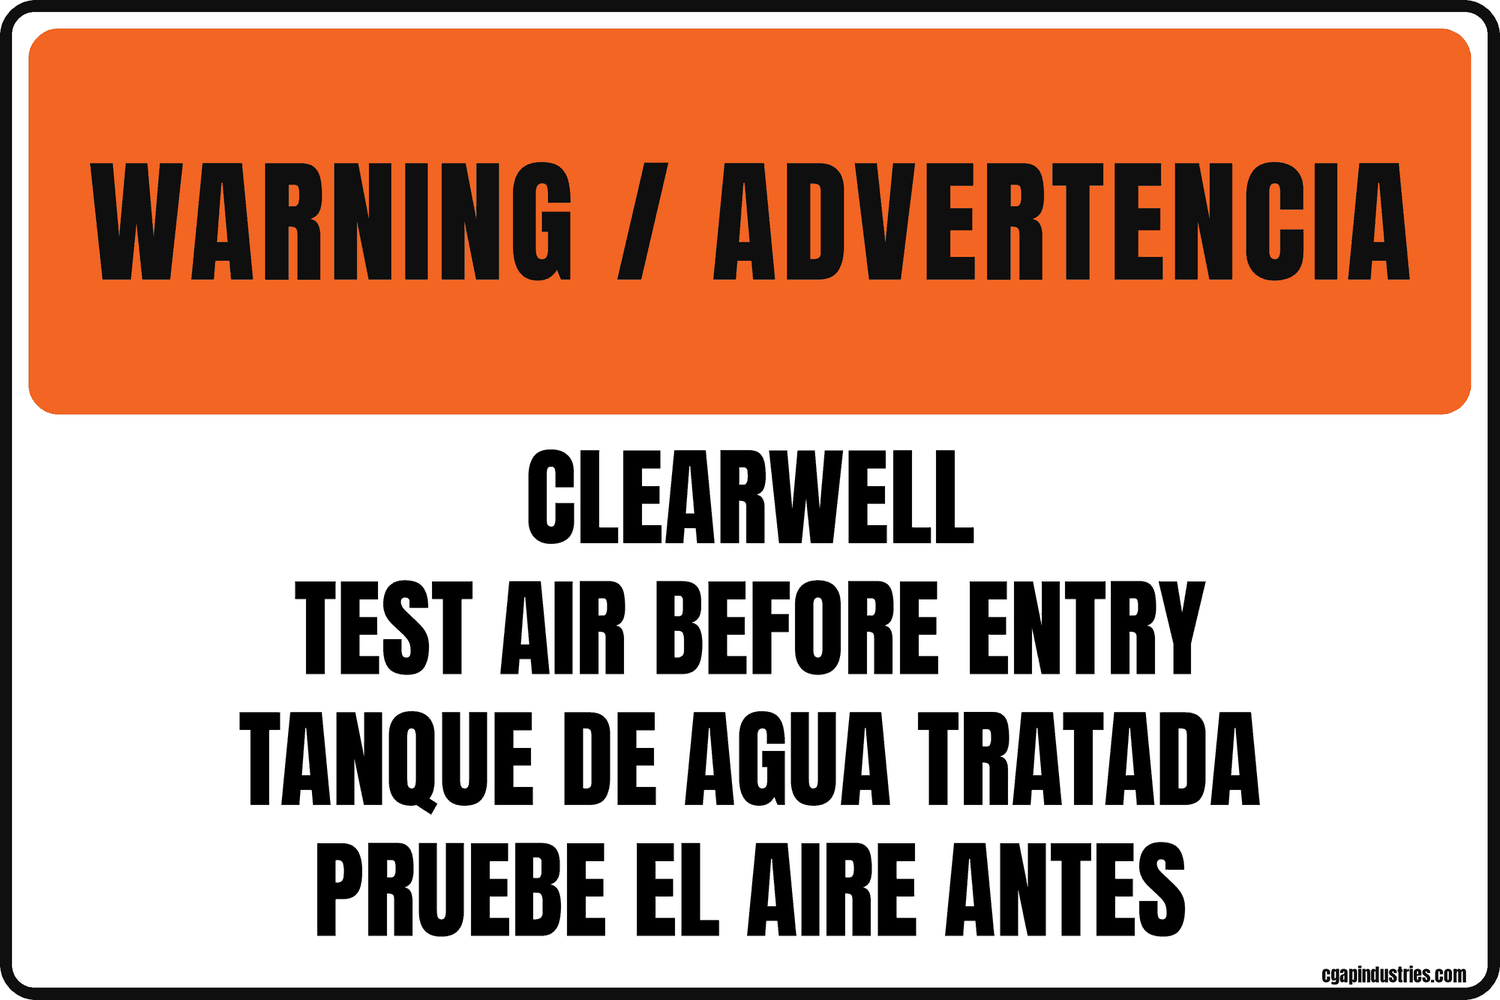 WARNING / ADVERTENCIA
CLEARWELL
TEST AIR BEFORE ENTRY
TANQUE DE AGUA TRATADA
PRUEBE EL AIRE ANTES
cgapindustries.com